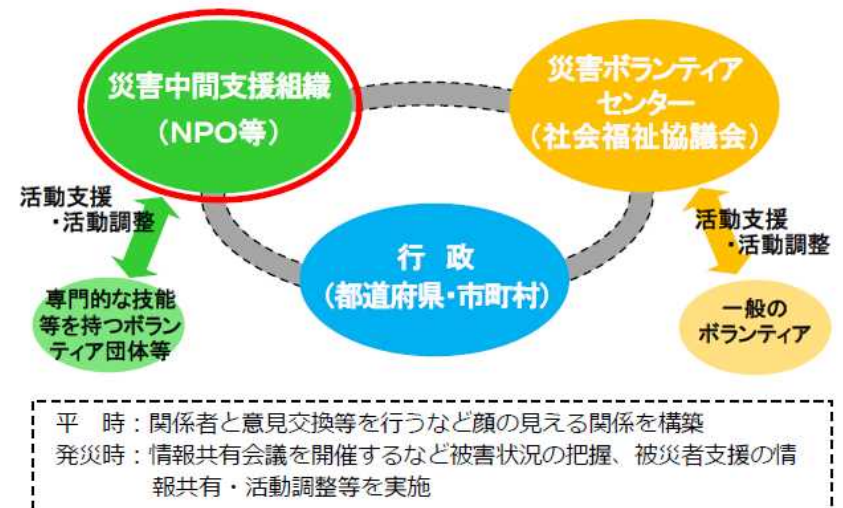 災害中間支援組織
（NPO等）
災害ボランティア
センター
（社会福祉協議会）
活動支援
・活動調整
活動支援
・活動調整
行 政
（都道府県・市町村）
専門的な技能
等を持つボラン
ティア団体等
一般の
ボランティア
平 時：関係者と意見交換等を行うなど顔の見える関係を構築
発災時：情報共有会議を開催するなど被害状況の把握、被災者支援の情
報共有・活動調整等を実施